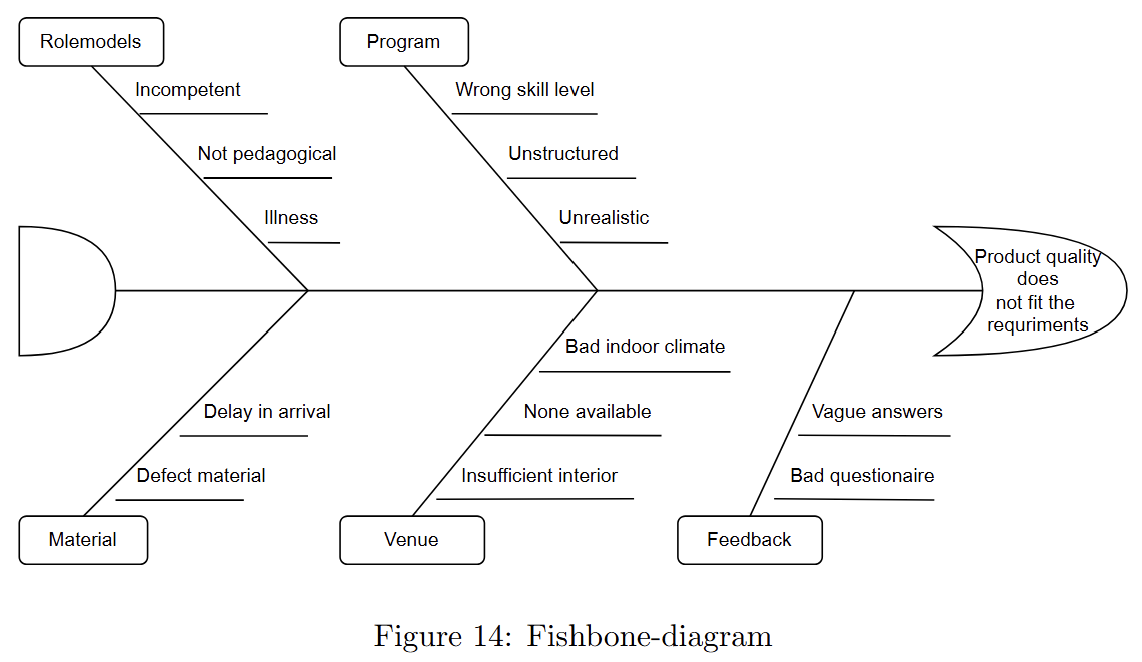 Rolemodels
Program
Incompetent
Wrong skill level
Not pedagogical
Unstructured
Illness
Unrealistic
Product quality
does
not fit the
requriments
Bad indoor climate
Delay in arrival
None available
Vague answers
Defect material
Insufficient interior
Bad questionaire
Material
Venue
Feedback
Figure 14: Fishbone-diagram